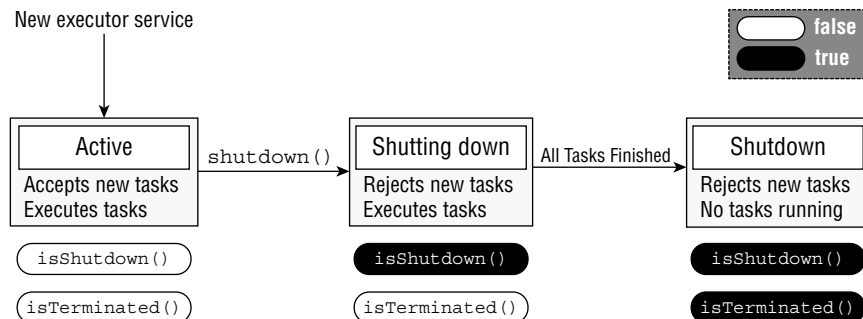 New executor service
false
true
Active
Accepts new tasks
Executes tasks
isShutdown()
isTerminated()
shutdown()
Shutting down
Rejects new tasks
Executes tasks
isShutdown()
isTerminated()
All Tasks Finished
Shutdown
Rejects new tasks
No tasks running
isShutdown()
isTerminated()